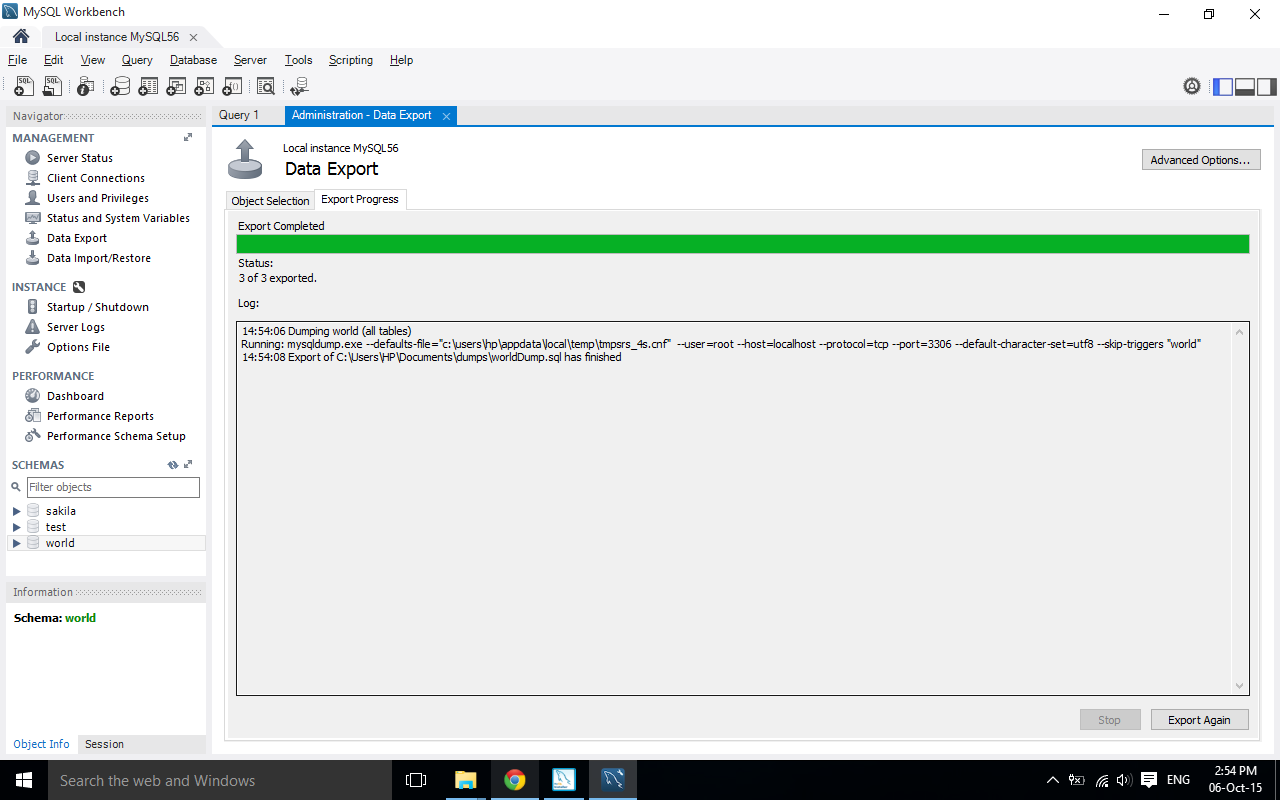 MySQL Workbench
Local instance MySQL56
File Edit View Query Database Server Tools Scripting Help
Navigator
MANAGEMENT
Server Status
Client Connections
Users and Privileges
Status and System Variables
Data Export
Data Import/Restore
INSTANCE
Startup / Shutdown
Server Logs
Options File
PERFORMANCE
Dashboard
Performance Reports
Performance Schema Setup
SCHEMAS
Filter objects
sakila
test
world
Information
Schema: world
Object Info Session
Query 1 Administration - Data Export
Local instance MySQL56
Data Export
Advanced Options...
Object Selection Export Progress
Export Completed
Status:
3 of 3 exported.
Log:
14:54:06 Dumping world (all tables)
Running: mysqldump.exe --defaults-file="c:\users\hp\appdata\local\temp\tmpsrs_4s.cnf"  --user=root --host=localhost --protocol=tcp --port=3306 --default-character-set=utf8 --skip-triggers "world"
14:54:08 Export of C:\Users\HP\Documents\dumps\worldDump.sql has finished
Stop Export Again
Search the web and Windows
ENG
2:54 PM
06-Oct-15